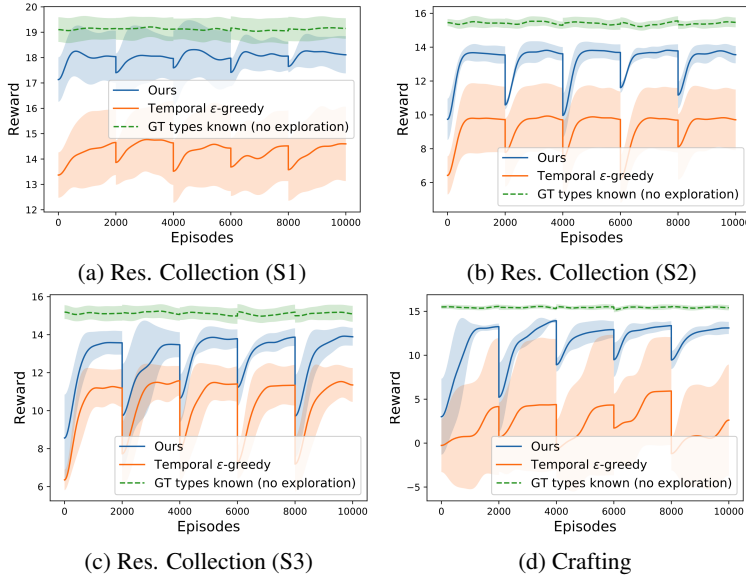 20
19
18
17
16
15
14
13
12
Reward
Ours
Temporal ε-greedy
GT types known (no exploration)
0 2000 4000 6000 8000 10000
Episodes
(a) Res. Collection (S1)
16
14
12
10
8
6
Reward
Ours
Temporal ε-greedy
GT types known (no exploration)
0 2000 4000 6000 8000 10000
Episodes
(b) Res. Collection (S2)
16
14
12
10
8
6
Reward
Ours
Temporal ε-greedy
GT types known (no exploration)
0 2000 4000 6000 8000 10000
Episodes
(c) Res. Collection (S3)
15
10
5
0
−5
Reward
Ours
Temporal ε-greedy
GT types known (no exploration)
0 2000 4000 6000 8000 10000
Episodes
(d) Crafting